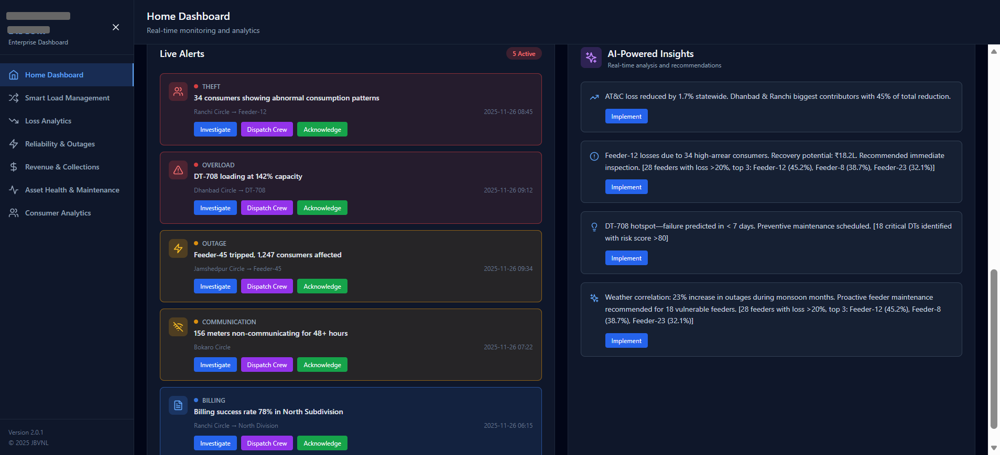 Enterprise Dashboard
Home Dashboard
Smart Load Management
Loss Analytics
Reliability & Outages
Revenue & Collections
Asset Health & Maintenance
Consumer Analytics
Version 2.0.1
© 2025 JBVNL
Home Dashboard
Real-time monitoring and analytics
Live Alerts
5 Active
THEFT
34 consumers showing abnormal consumption patterns
Ranchi Circle → Feeder-12 2025-11-26 08:45
Investigate Dispatch Crew Acknowledge
OVERLOAD
DT-708 loading at 142% capacity
Dhanbad Circle → DT-708 2025-11-26 09:12
Investigate Dispatch Crew Acknowledge
OUTAGE
Feeder-45 tripped, 1,247 consumers affected
Jamshedpur Circle → Feeder-45 2025-11-26 09:34
Investigate Dispatch Crew Acknowledge
COMMUNICATION
156 meters non-communicating for 48+ hours
Bokaro Circle 2025-11-26 07:22
Investigate Dispatch Crew Acknowledge
BILLING
Billing success rate 78% in North Subdivision
Ranchi Circle → North Division 2025-11-26 06:15
Investigate Dispatch Crew Acknowledge
AI-Powered Insights
Real-time analysis and recommendations
AT&C loss reduced by 1.7% statewide. Dhanbad & Ranchi biggest contributors with 45% of total reduction.
Implement
Feeder-12 losses due to 34 high-arrear consumers. Recovery potential: ₹18.2L. Recommended immediate
inspection. [28 feeders with loss >20%, top 3: Feeder-12 (45.2%), Feeder-8 (38.7%), Feeder-23 (32.1%)]
Implement
DT-708 hotspot—failure predicted in < 7 days. Preventive maintenance scheduled. [18 critical DTs identified
with risk score >80]
Implement
Weather correlation: 23% increase in outages during monsoon months. Proactive feeder maintenance
recommended for 18 vulnerable feeders. [28 feeders with loss >20%, top 3: Feeder-12 (45.2%), Feeder-8
(38.7%), Feeder-23 (32.1%)]
Implement